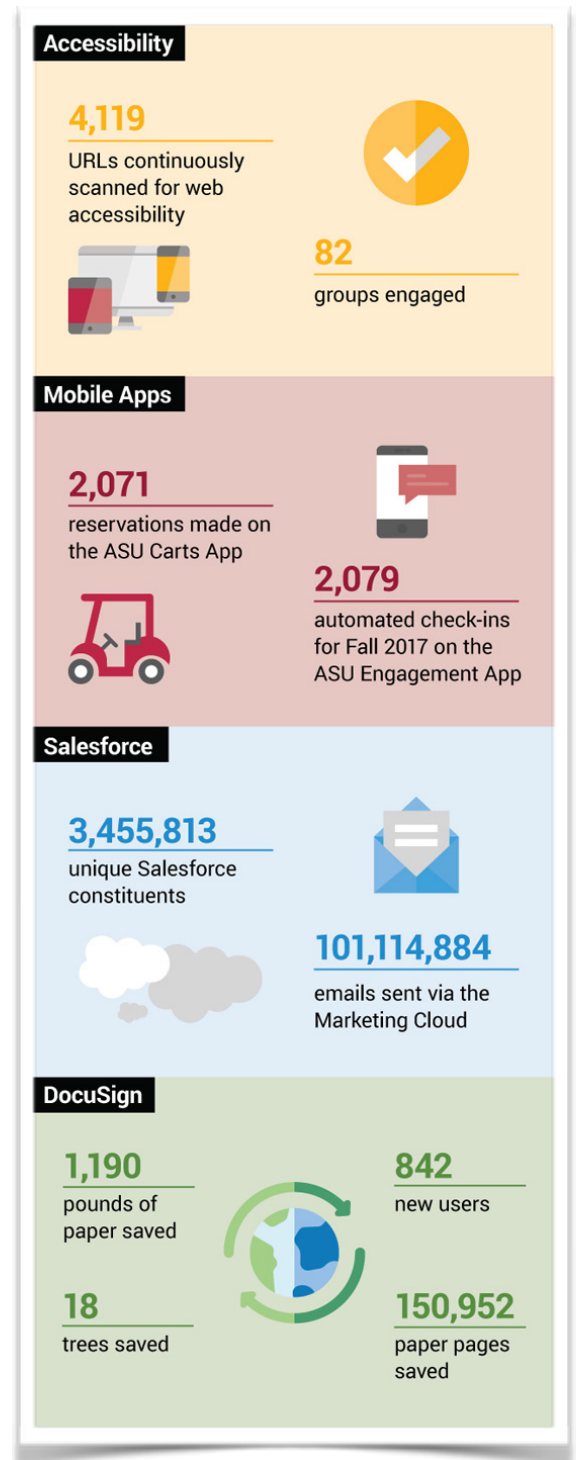 Accessibility
4,119
URLs continuously
scanned for web
accessibility
82
groups engaged
Mobile Apps
2,071
reservations made on
the ASU Carts App
2,079
automated check-ins
for Fall 2017 on the
ASU Engagement App
Salesforce
3,455,813
unique Salesforce
constituents
101,114,884
emails sent via the
Marketing Cloud
DocuSign
1,190
pounds of
paper saved
842
new users
18
trees saved
150,952
paper pages
saved